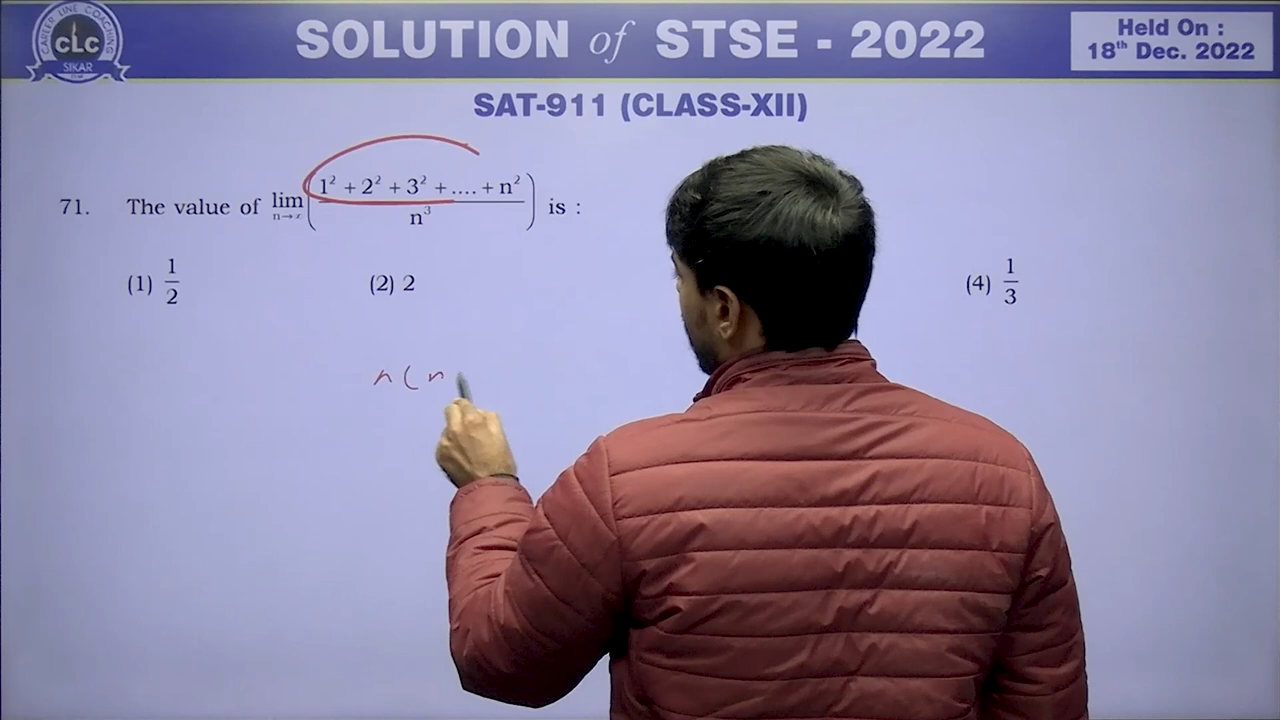 CAREER LINE COACHING
CLC
SIKAR
SOLUTION of STSE - 2022
Held On :
18th Dec. 2022
SAT-911 (CLASS-XII)
71. The value of lim n→∞ ( 1² + 2² + 3² + .... + n² / n³ ) is :
(1) 1/2 (2) 2 (4) 1/3
n ( n